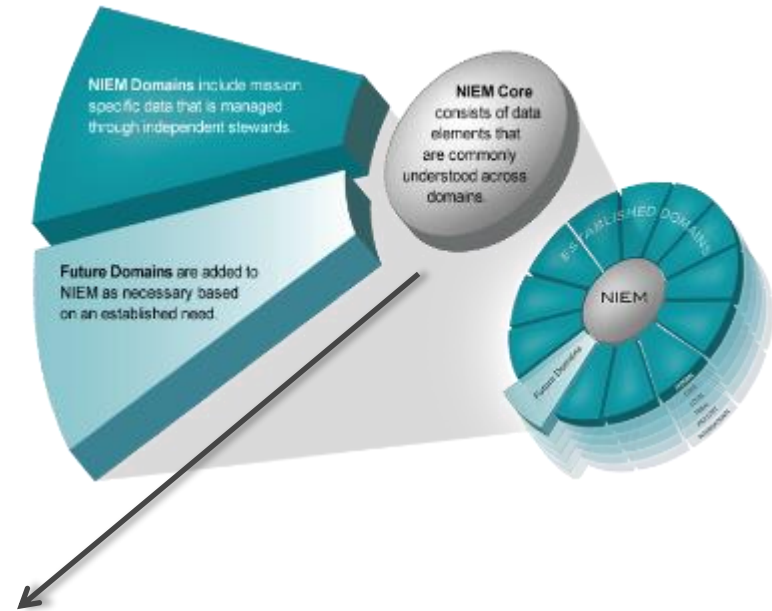 NIEM Domains include mission
specific data that is managed
through independent stewards.
NIEM Core
consists of data
elements that
are commonly
understood across
domains.
Future Domains are added to
NIEM as necessary based
on an established need.
ESTABLISHED DOMAINS
NIEM
Future Domains